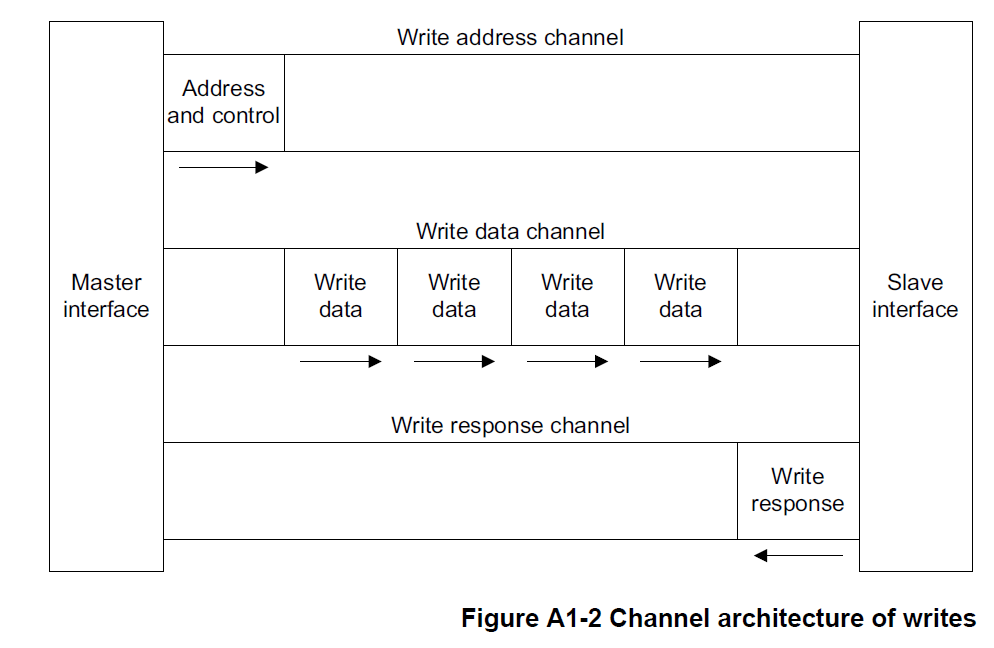 Write address channel
Address
and control
Write data channel
Master
interface
Write
data
Write
data
Write
data
Write
data
Slave
interface
Write response channel
Write
response
Figure A1-2 Channel architecture of writes